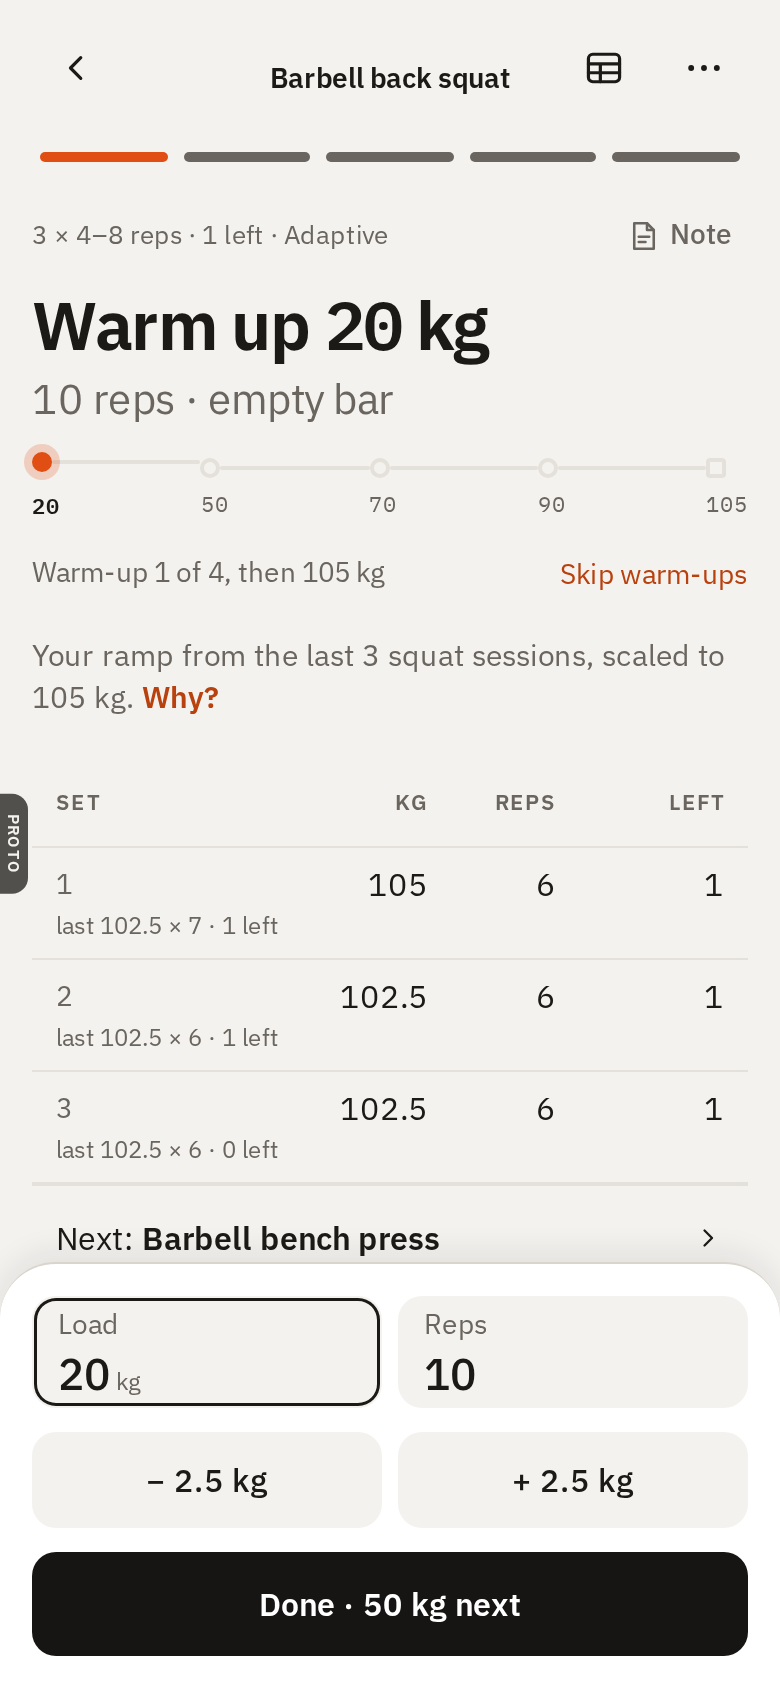 Barbell back squat
3 × 4–8 reps · 1 left · Adaptive
Note
Warm up 20 kg
10 reps · empty bar
20 50 70 90 105
Warm-up 1 of 4, then 105 kg
Skip warm-ups
Your ramp from the last 3 squat sessions, scaled to
105 kg. Why?
PROTO
SET KG REPS LEFT
1 105 6 1
last 102.5 × 7 · 1 left
2 102.5 6 1
last 102.5 × 6 · 1 left
3 102.5 6 1
last 102.5 × 6 · 0 left
Next: Barbell bench press
Load
20 kg
Reps
10
− 2.5 kg
+ 2.5 kg
Done · 50 kg next